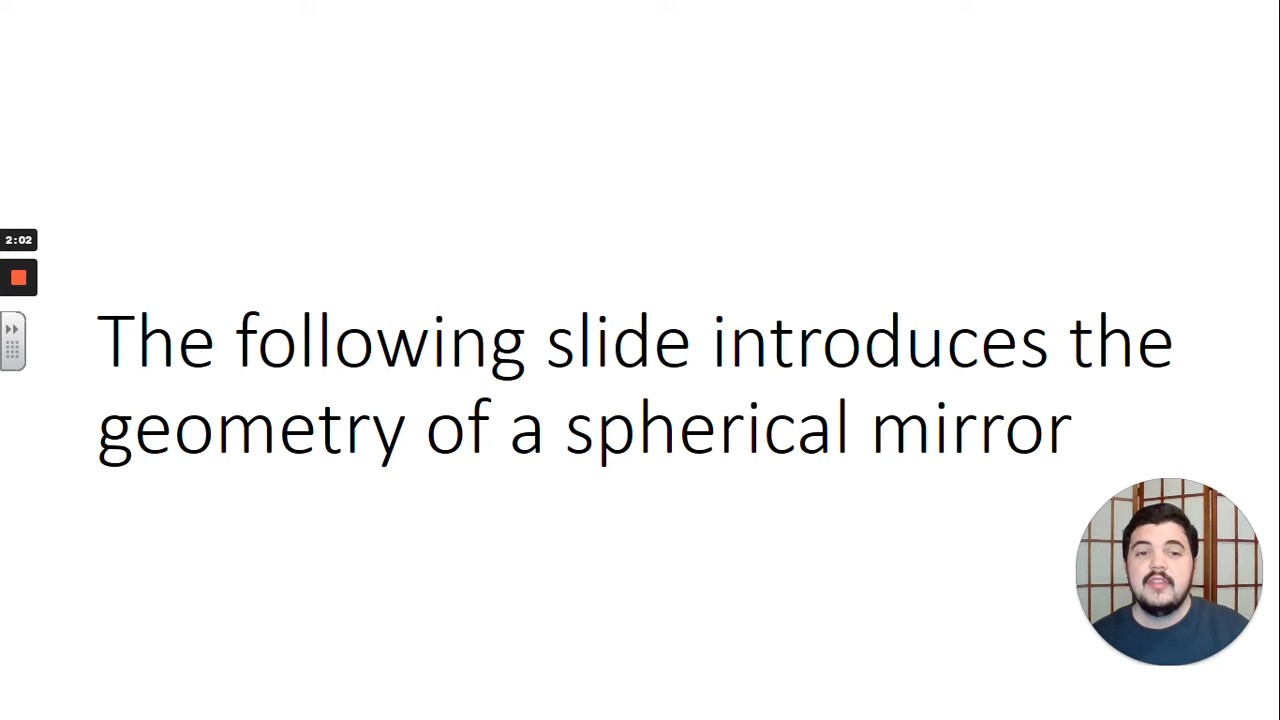 2:02
The following slide introduces the
geometry of a spherical mirror